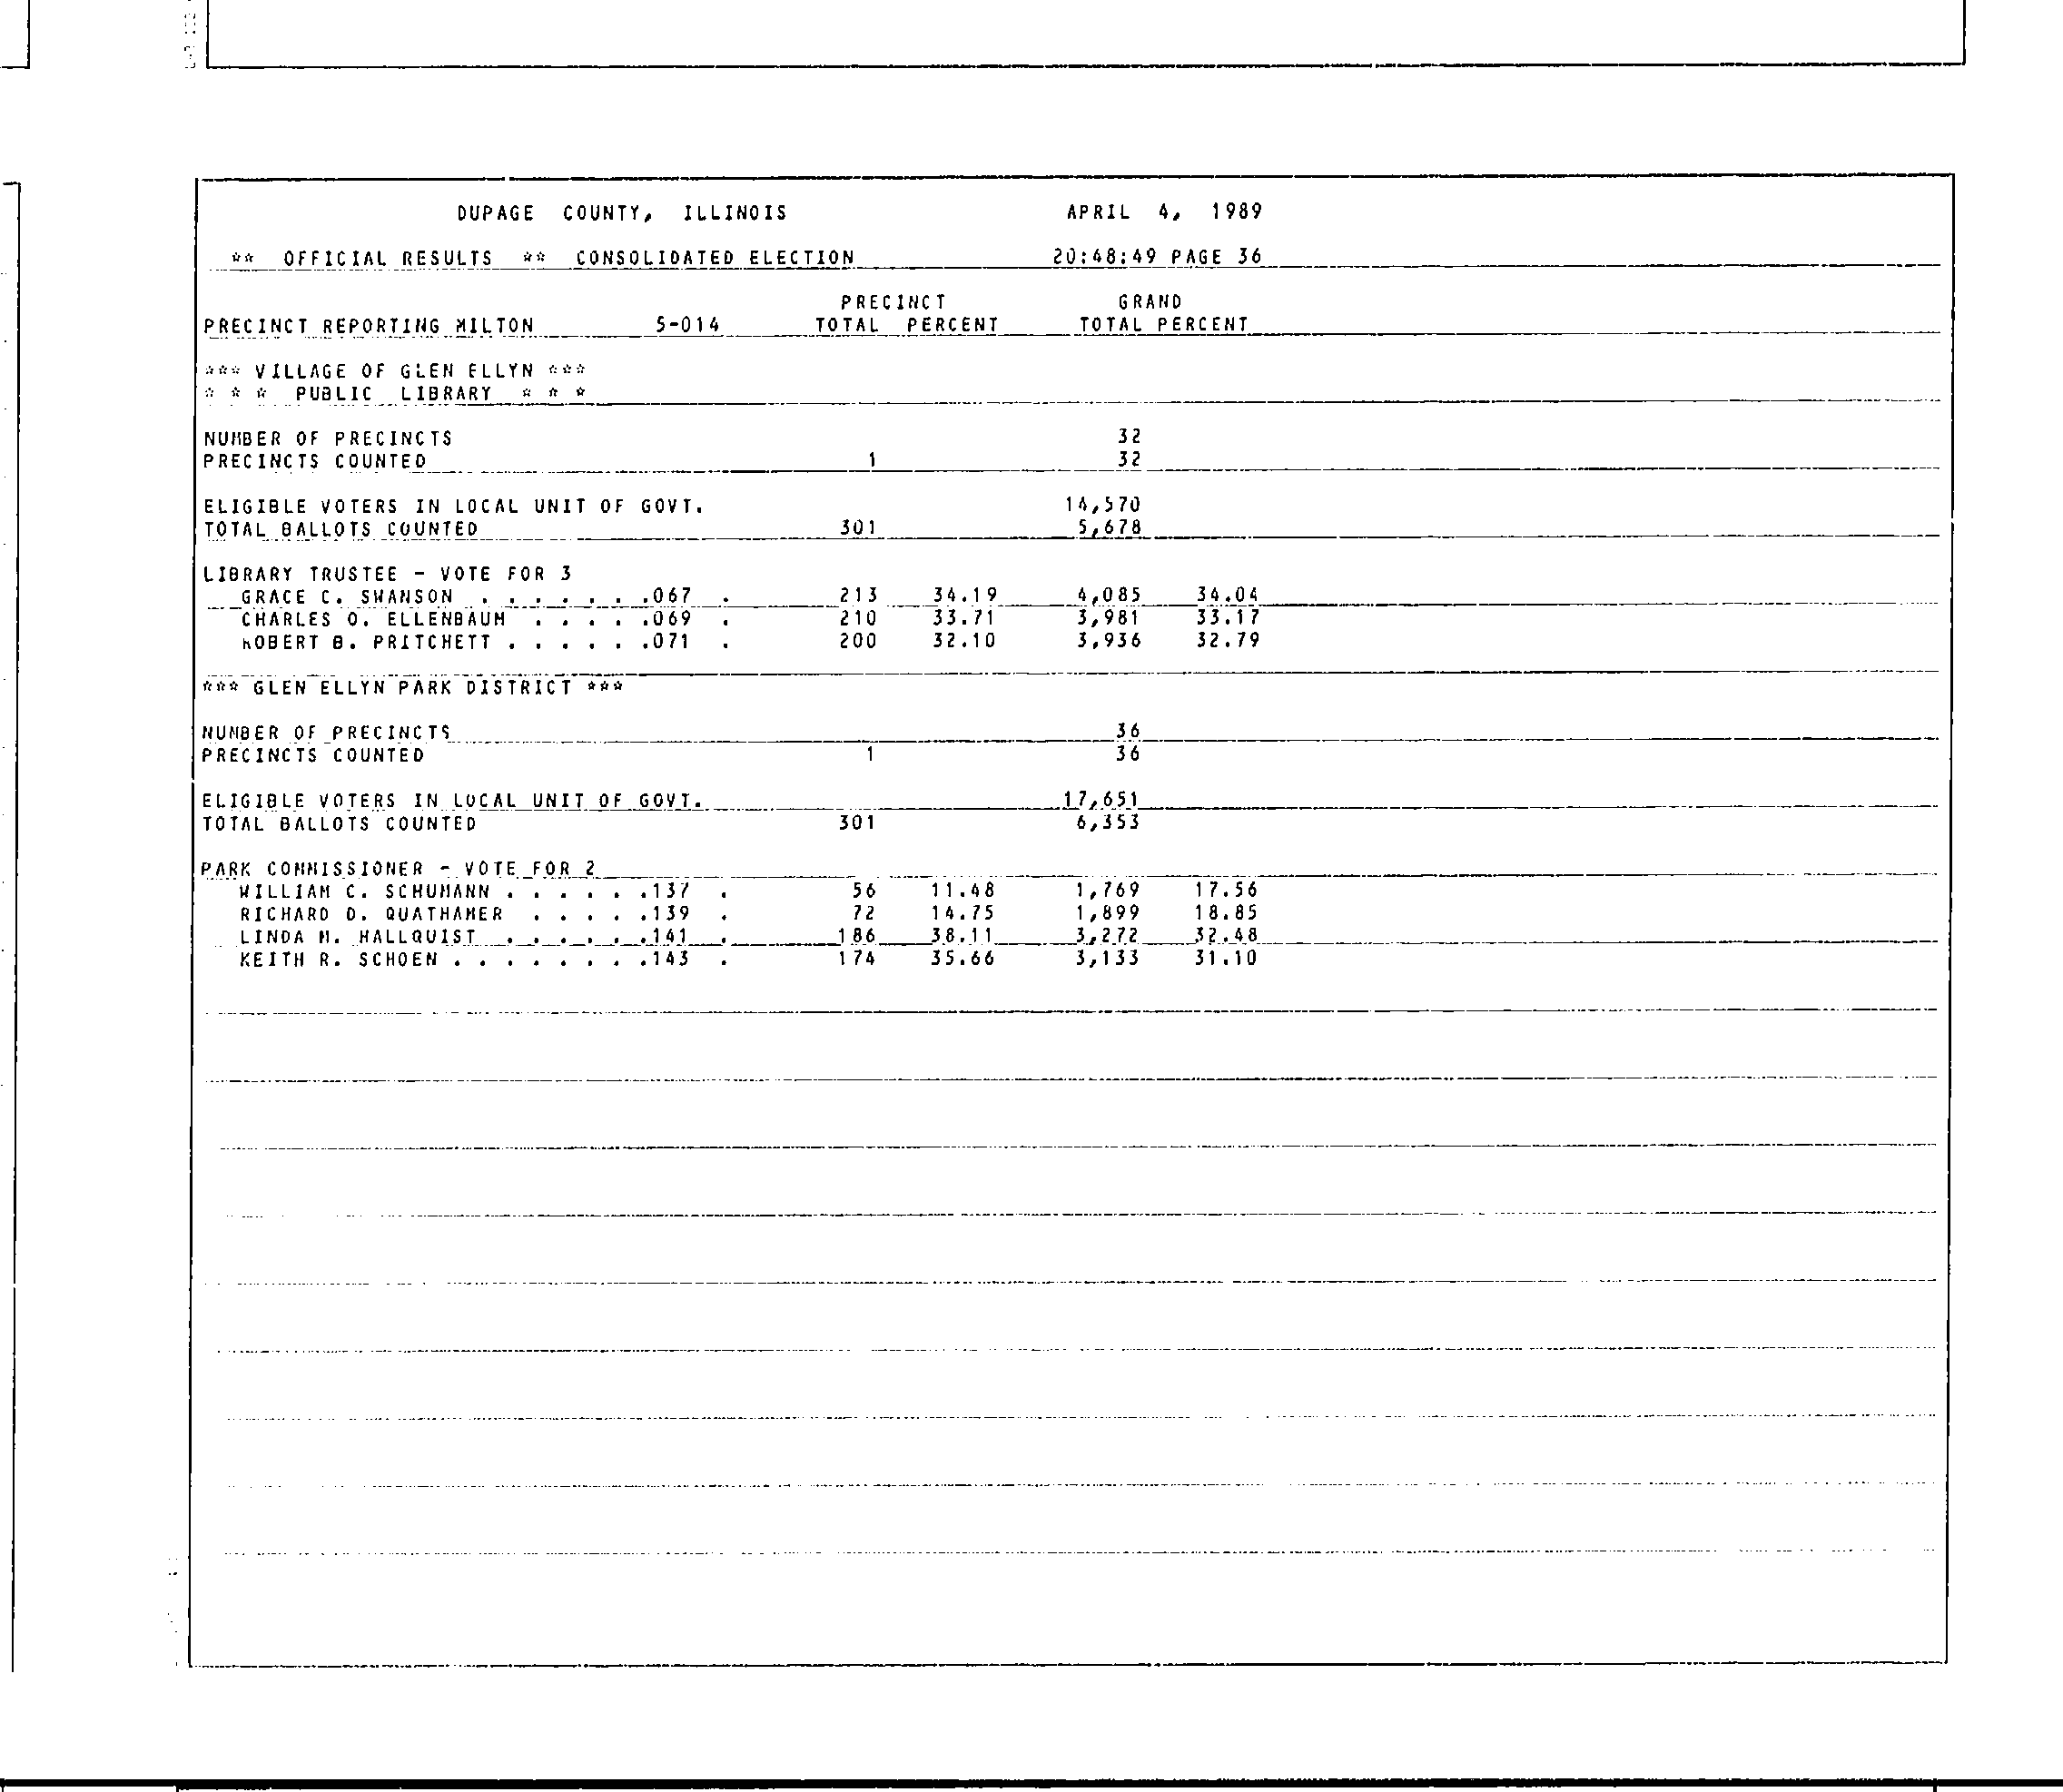 DUPAGE COUNTY, ILLINOIS APRIL 4, 1989
** OFFICIAL RESULTS ** CONSOLIDATED ELECTION 20:48:49 PAGE 36
PRECINCT GRAND
PRECINCT REPORTING MILTON 5-014 TOTAL PERCENT TOTAL PERCENT
*** VILLAGE OF GLEN ELLYN ***
* * * PUBLIC LIBRARY * * *
NUMBER OF PRECINCTS 32
PRECINCTS COUNTED 1 32
ELIGIBLE VOTERS IN LOCAL UNIT OF GOVT. 14,570
TOTAL BALLOTS COUNTED 301 5,678
LIBRARY TRUSTEE - VOTE FOR 3
GRACE C. SWANSON . . . . . . .067 . 213 34.19 4,085 34.04
CHARLES O. ELLENBAUM . . . . .069 . 210 33.71 3,981 33.17
ROBERT B. PRITCHETT . . . . . .071 . 200 32.10 3,936 32.79
*** GLEN ELLYN PARK DISTRICT ***
NUMBER OF PRECINCTS 36
PRECINCTS COUNTED 1 36
ELIGIBLE VOTERS IN LOCAL UNIT OF GOVT. 17,651
TOTAL BALLOTS COUNTED 301 6,353
PARK COMMISSIONER - VOTE FOR 2
WILLIAM C. SCHUMANN . . . . . .137 . 56 11.48 1,769 17.56
RICHARD D. QUATHAMER . . . . .139 . 72 14.75 1,899 18.85
LINDA M. HALLQUIST . . . . . .141 . 186 38.11 3,272 32.48
KEITH R. SCHOEN . . . . . . . .143 . 174 35.66 3,133 31.10